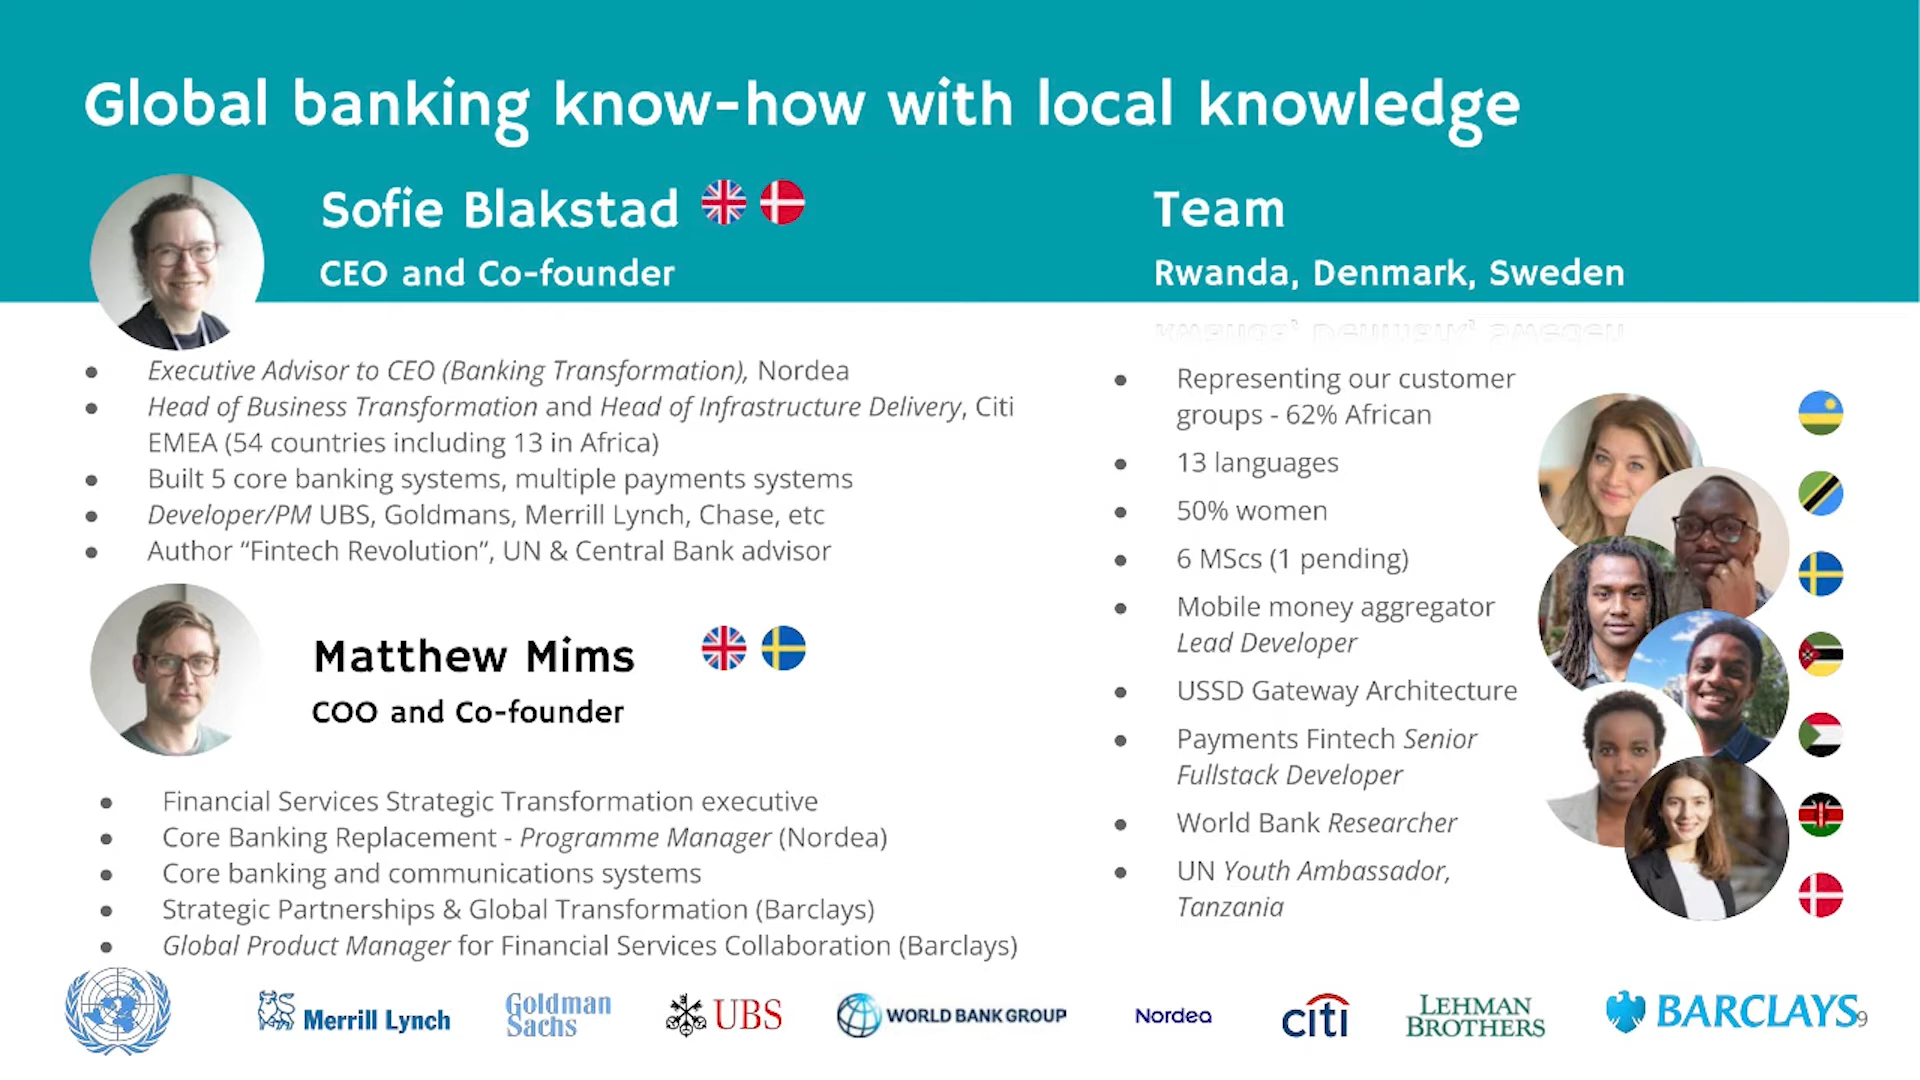 Global banking know-how with local knowledge
Sofie Blakstad
CEO and Co-founder
● Executive Advisor to CEO (Banking Transformation), Nordea
● Head of Business Transformation and Head of Infrastructure Delivery, Citi
EMEA (54 countries including 13 in Africa)
● Built 5 core banking systems, multiple payments systems
● Developer/PM UBS, Goldmans, Merrill Lynch, Chase, etc
● Author “Fintech Revolution”, UN & Central Bank advisor
Matthew Mims
COO and Co-founder
● Financial Services Strategic Transformation executive
● Core Banking Replacement - Programme Manager (Nordea)
● Core banking and communications systems
● Strategic Partnerships & Global Transformation (Barclays)
● Global Product Manager for Financial Services Collaboration (Barclays)
Team
Rwanda, Denmark, Sweden
● Representing our customer
groups - 62% African
● 13 languages
● 50% women
● 6 MScs (1 pending)
● Mobile money aggregator
Lead Developer
● USSD Gateway Architecture
● Payments Fintech Senior
Fullstack Developer
● World Bank Researcher
● UN Youth Ambassador,
Tanzania
Merrill Lynch
Goldman
Sachs
UBS
WORLD BANK GROUP
Nordea
citi
LEHMAN
BROTHERS
BARCLAYS
9